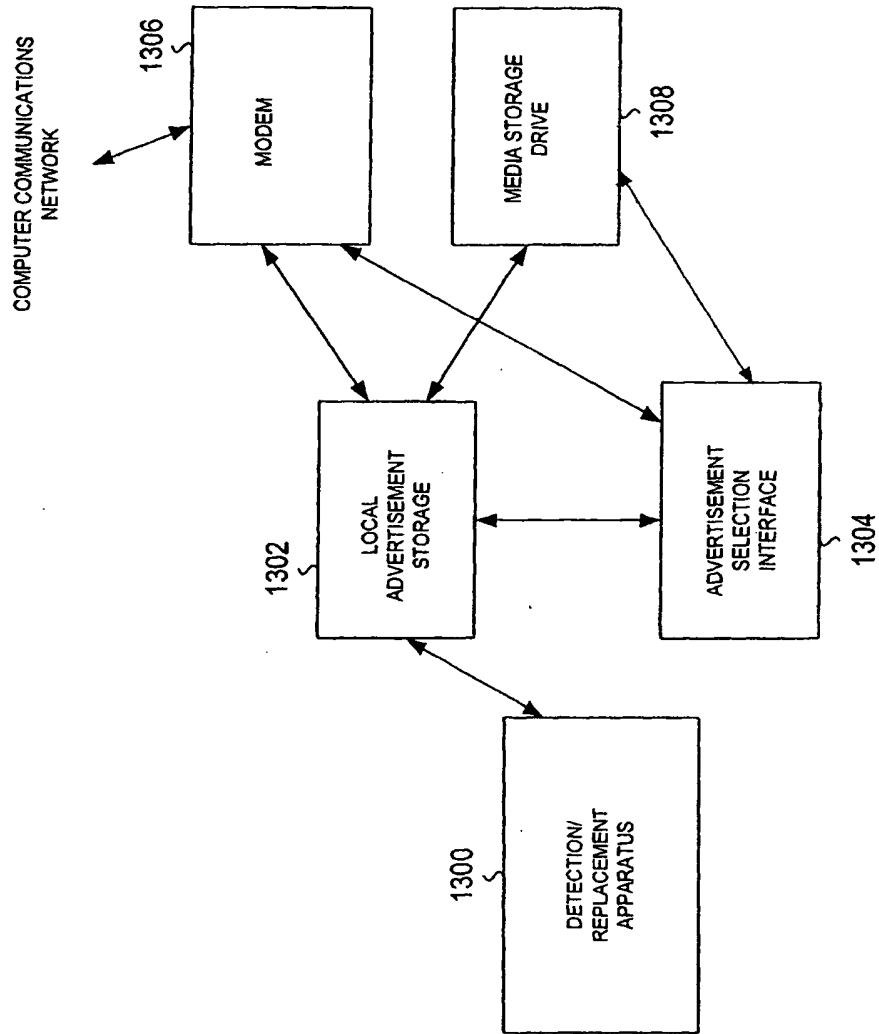 COMPUTER COMMUNICATIONS
NETWORK
1306
MODEM
MEDIA STORAGE
DRIVE
1308
1302
LOCAL
ADVERTISEMENT
STORAGE
ADVERTISEMENT
SELECTION
INTERFACE
1304
1300
DETECTION/
REPLACEMENT
APPARATUS